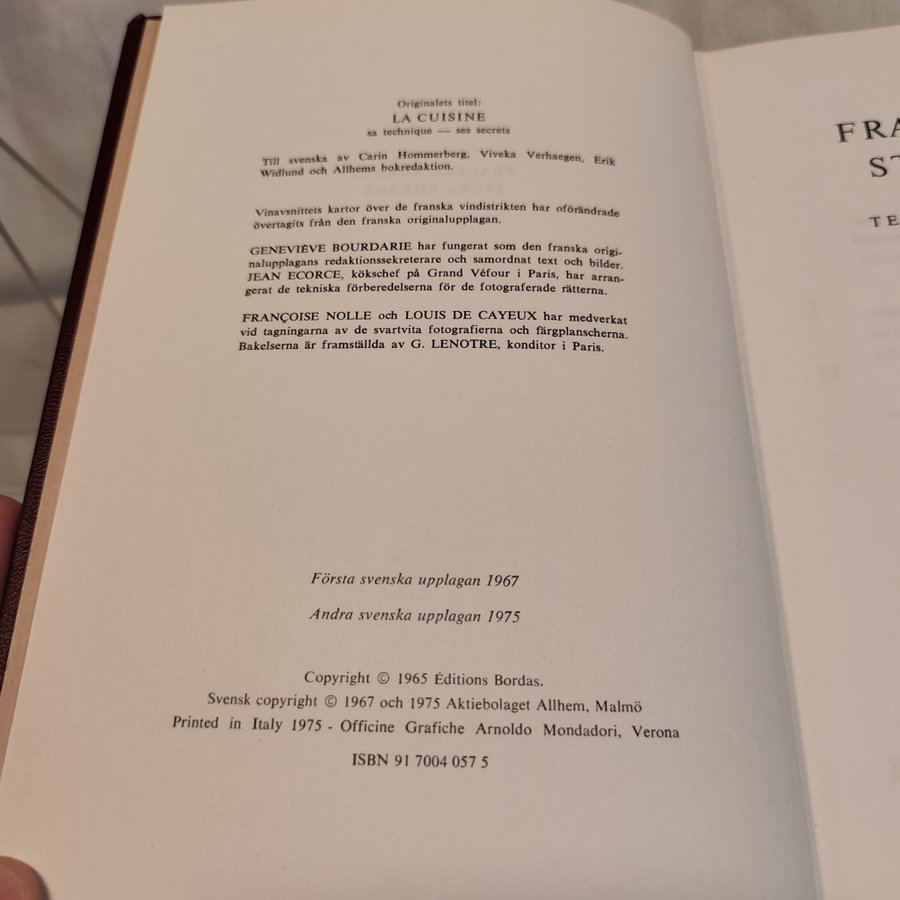 Originalets titel:
LA CUISINE
sa technique — ses secrets
Till svenska av Carin Hommerberg, Viveka Verhaegen, Erik
Widlund och Allhems bokredaktion.
Vinavsnittets kartor över de franska vindistrikten har oförändrade
övertagits från den franska originalupplagan.
GENEVIÈVE BOURDARIE har fungerat som den franska origi-
nalupplagans redaktionssekreterare och samordnat text och bilder.
JEAN ECORCE, kökschef på Grand Véfour i Paris, har arran-
gerat de tekniska förberedelserna för de fotograferade rätterna.
FRANÇOISE NOLLE och LOUIS DE CAYEUX har medverkat
vid tagningarna av de svartvita fotografierna och färgplanscherna.
Bakelserna är framställda av G. LENOTRE, konditor i Paris.
Första svenska upplagan 1967
Andra svenska upplagan 1975
Copyright © 1965 Éditions Bordas.
Svensk copyright © 1967 och 1975 Aktiebolaget Allhem, Malmö
Printed in Italy 1975 - Officine Grafiche Arnoldo Mondadori, Verona
ISBN 91 7004 057 5
FRA
ST
TE